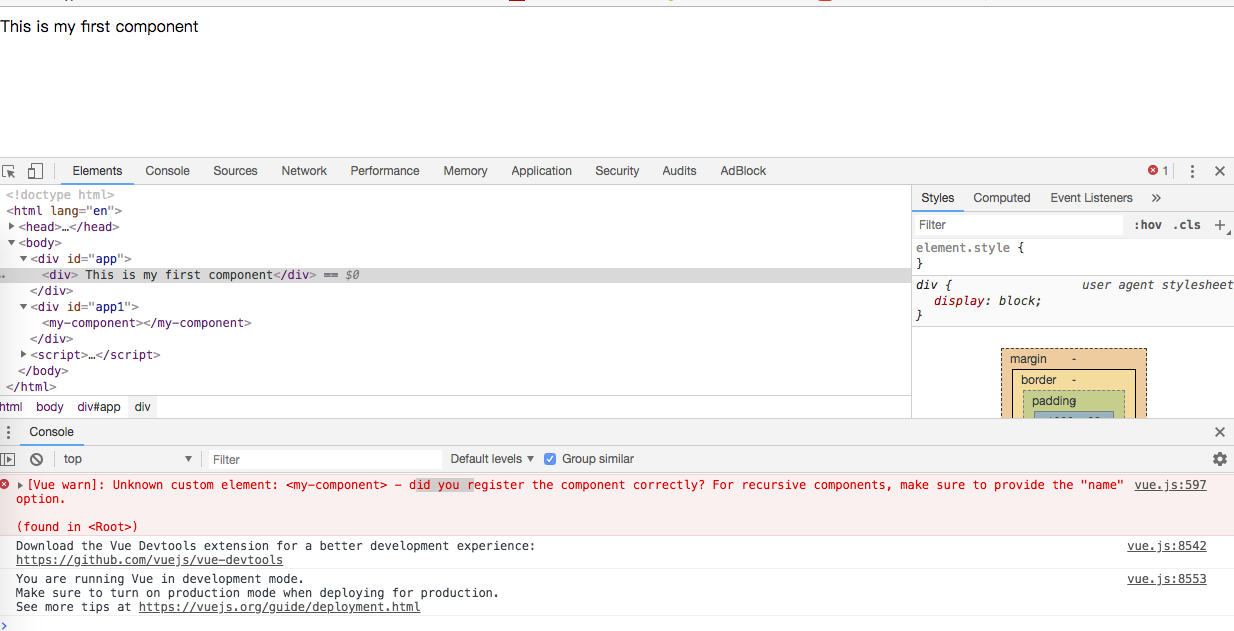 This is my first component
Elements Console Sources Network Performance Memory Application Security Audits AdBlock 1
<!doctype html>
<html lang="en">
<head>…</head>
<body>
<div id="app">
<div> This is my first component</div> == $0
</div>
<div id="app1">
<my-component></my-component>
</div>
<script>…</script>
</body>
</html>
html body div#app div
Styles Computed Event Listeners »
Filter :hov .cls +
element.style {
}
div { user agent stylesheet
display: block;
}
margin -
border -
padding
Console
top Filter Default levels Group similar
[Vue warn]: Unknown custom element: <my-component> - did you register the component correctly? For recursive components, make sure to provide the "name" vue.js:597
option.
(found in <Root>)
Download the Vue Devtools extension for a better development experience: vue.js:8542
https://github.com/vuejs/vue-devtools
You are running Vue in development mode. vue.js:8553
Make sure to turn on production mode when deploying for production.
See more tips at https://vuejs.org/guide/deployment.html